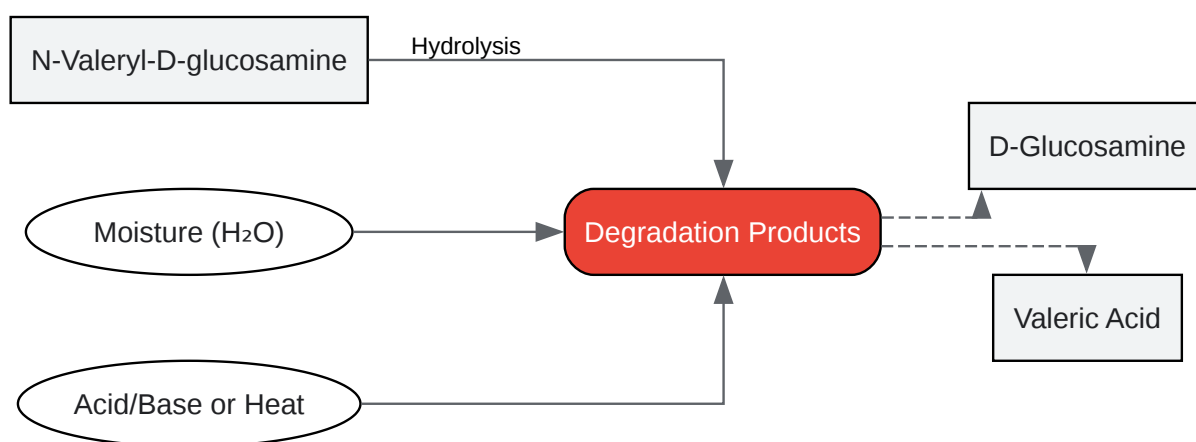 N-Valeryl-D-glucosamine
Hydrolysis
D-Glucosamine
Moisture (H₂O)
Degradation Products
Valeric Acid
Acid/Base or Heat